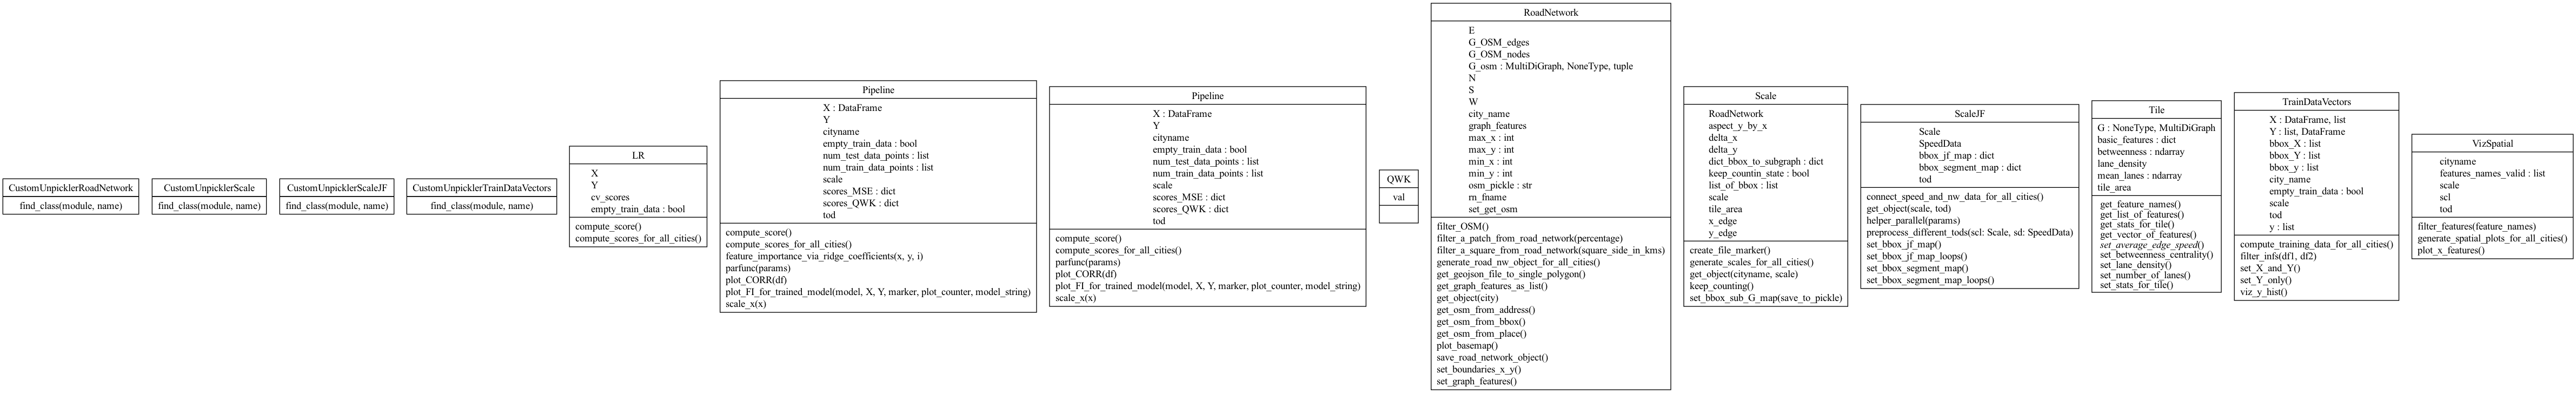 CustomUnpicklerRoadNetwork
find_class(module, name)
CustomUnpicklerScale
find_class(module, name)
CustomUnpicklerScaleJF
find_class(module, name)
CustomUnpicklerTrainDataVectors
find_class(module, name)
LR
X
Y
cv_scores
empty_train_data : bool
compute_score()
compute_scores_for_all_cities()
Pipeline
X : DataFrame
Y
cityname
empty_train_data : bool
num_test_data_points : list
num_train_data_points : list
scale
scores_MSE : dict
scores_QWK : dict
tod
compute_score()
compute_scores_for_all_cities()
feature_importance_via_ridge_coefficients(x, y, i)
parfunc(params)
plot_CORR(df)
plot_FI_for_trained_model(model, X, Y, marker, plot_counter, model_string)
scale_x(x)
Pipeline
X : DataFrame
Y
cityname
empty_train_data : bool
num_test_data_points : list
num_train_data_points : list
scale
scores_MSE : dict
scores_QWK : dict
tod
compute_score()
compute_scores_for_all_cities()
parfunc(params)
plot_CORR(df)
plot_FI_for_trained_model(model, X, Y, marker, plot_counter, model_string)
scale_x(x)
QWK
val
RoadNetwork
E
G_OSM_edges
G_OSM_nodes
G_osm : MultiDiGraph, NoneType, tuple
N
S
W
city_name
graph_features
max_x : int
max_y : int
min_x : int
min_y : int
osm_pickle : str
rn_fname
set_get_osm
filter_OSM()
filter_a_patch_from_road_network(percentage)
filter_a_square_from_road_network(square_side_in_kms)
generate_road_nw_object_for_all_cities()
get_geojson_file_to_single_polygon()
get_graph_features_as_list()
get_object(city)
get_osm_from_address()
get_osm_from_bbox()
get_osm_from_place()
plot_basemap()
save_road_network_object()
set_boundaries_x_y()
set_graph_features()
Scale
RoadNetwork
aspect_y_by_x
delta_x
delta_y
dict_bbox_to_subgraph : dict
keep_countin_state : bool
list_of_bbox : list
scale
tile_area
x_edge
y_edge
create_file_marker()
generate_scales_for_all_cities()
get_object(cityname, scale)
keep_counting()
set_bbox_sub_G_map(save_to_pickle)
ScaleJF
Scale
SpeedData
bbox_jf_map : dict
bbox_segment_map : dict
tod
connect_speed_and_nw_data_for_all_cities()
get_object(scale, tod)
helper_parallel(params)
preprocess_different_tods(scl: Scale, sd: SpeedData)
set_bbox_jf_map()
set_bbox_jf_map_loops()
set_bbox_segment_map()
set_bbox_segment_map_loops()
Tile
G : NoneType, MultiDiGraph
basic_features : dict
betweenness : ndarray
lane_density
mean_lanes : ndarray
tile_area
get_feature_names()
get_list_of_features()
get_stats_for_tile()
get_vector_of_features()
set_average_edge_speed()
set_betweenness_centrality()
set_lane_density()
set_number_of_lanes()
set_stats_for_tile()
TrainDataVectors
X : DataFrame, list
Y : list, DataFrame
bbox_X : list
bbox_Y : list
bbox_y : list
city_name
empty_train_data : bool
scale
tod
y : list
compute_training_data_for_all_cities()
filter_infs(df1, df2)
set_X_and_Y()
set_Y_only()
viz_y_hist()
VizSpatial
cityname
features_names_valid : list
scale
scl
tod
filter_features(feature_names)
generate_spatial_plots_for_all_cities()
plot_x_features()